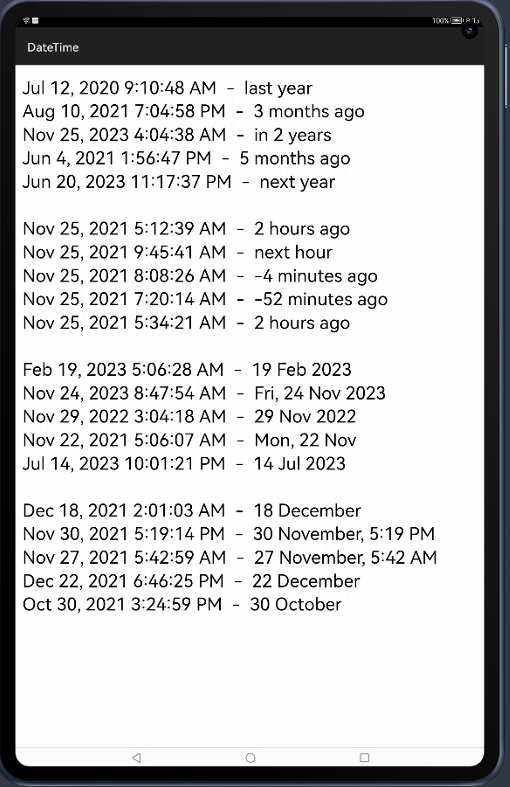 100% 8:13
DateTime
Jul 12, 2020 9:10:48 AM - last year
Aug 10, 2021 7:04:58 PM - 3 months ago
Nov 25, 2023 4:04:38 AM - in 2 years
Jun 4, 2021 1:56:47 PM - 5 months ago
Jun 20, 2023 11:17:37 PM - next year
Nov 25, 2021 5:12:39 AM - 2 hours ago
Nov 25, 2021 9:45:41 AM - next hour
Nov 25, 2021 8:08:26 AM - -4 minutes ago
Nov 25, 2021 7:20:14 AM - -52 minutes ago
Nov 25, 2021 5:34:21 AM - 2 hours ago
Feb 19, 2023 5:06:28 AM - 19 Feb 2023
Nov 24, 2023 8:47:54 AM - Fri, 24 Nov 2023
Nov 29, 2022 3:04:18 AM - 29 Nov 2022
Nov 22, 2021 5:06:07 AM - Mon, 22 Nov
Jul 14, 2023 10:01:21 PM - 14 Jul 2023
Dec 18, 2021 2:01:03 AM - 18 December
Nov 30, 2021 5:19:14 PM - 30 November, 5:19 PM
Nov 27, 2021 5:42:59 AM - 27 November, 5:42 AM
Dec 22, 2021 6:46:25 PM - 22 December
Oct 30, 2021 3:24:59 PM - 30 October